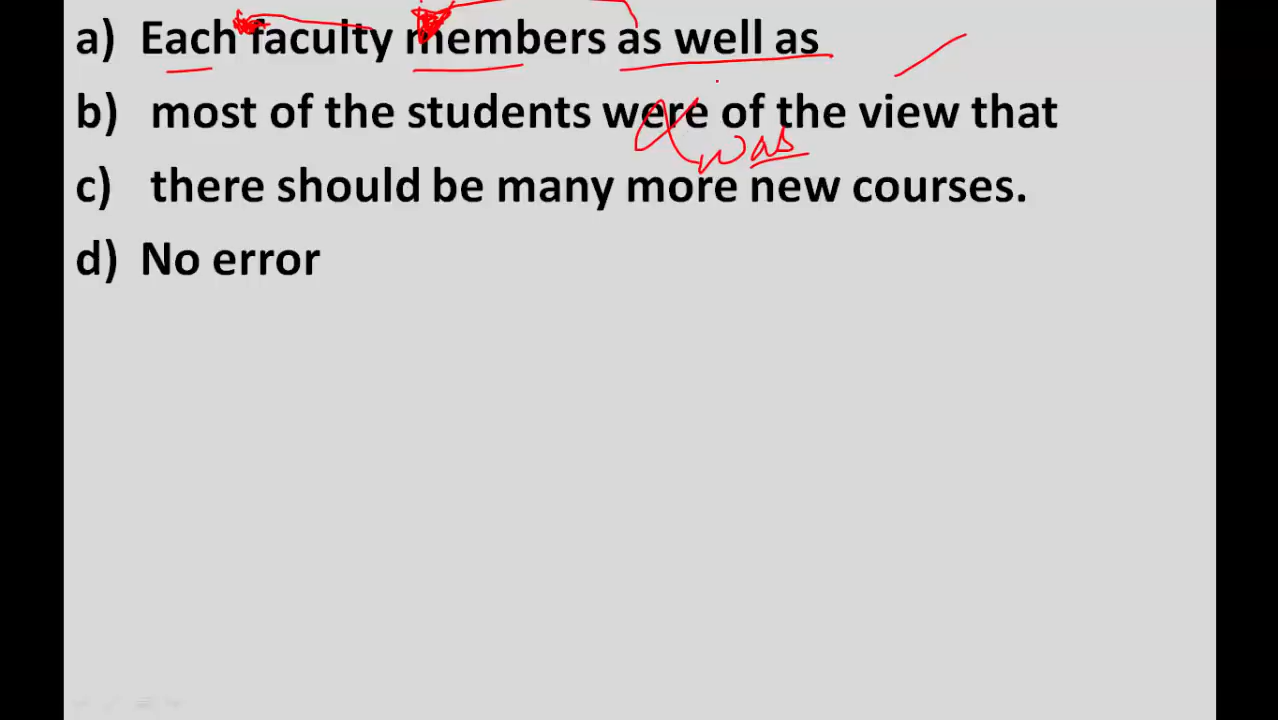 a) Each faculty members as well as
b) most of the students were of the view that
was
c) there should be many more new courses.
d) No error